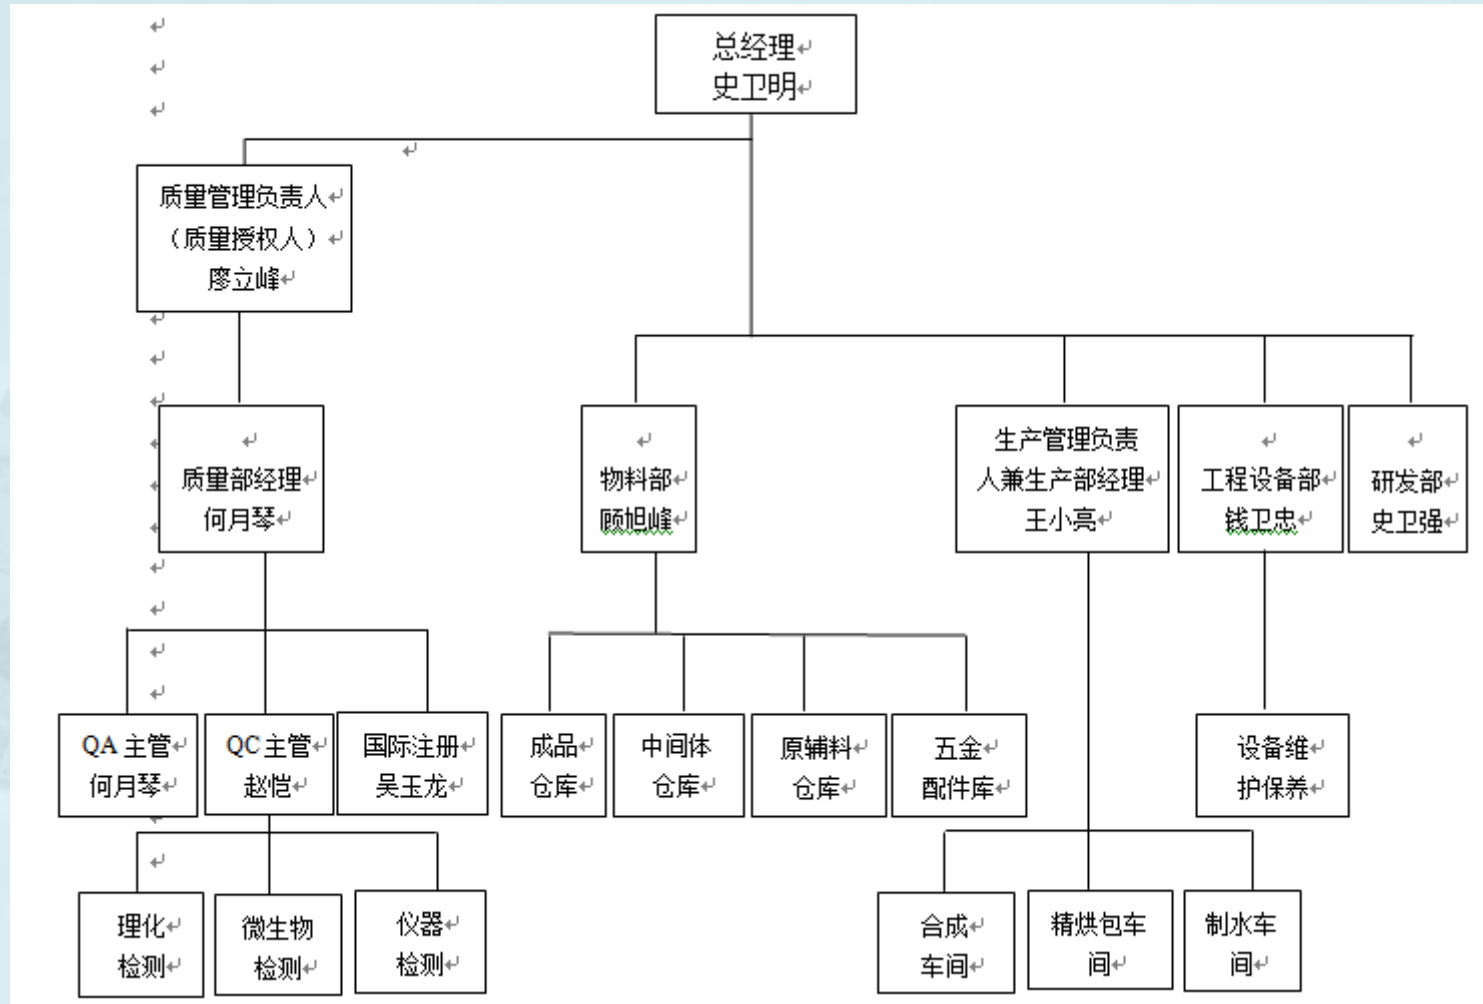 总经理
史卫明
质量管理负责人
（质量授权人）
廖立峰
质量部经理
何月琴
物料部
顾旭峰
生产管理负责
人兼生产部经理
王小亮
工程设备部
钱卫忠
研发部
史卫强
QA 主管
何月琴
QC 主管
赵恺
国际注册
吴玉龙
成品
仓库
中间体
仓库
原辅料
仓库
五金
配件库
设备维
护保养
理化
检测
微生物
检测
仪器
检测
合成
车间
精烘包车
间
制水车
间